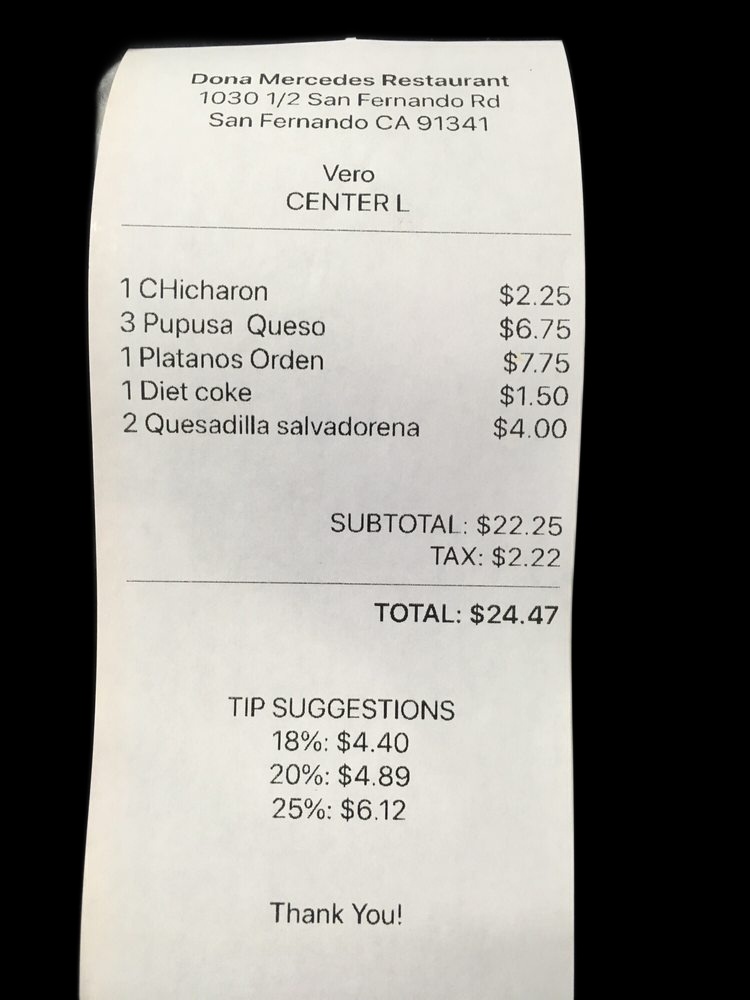 Dona Mercedes Restaurant
1030 1/2 San Fernando Rd
San Fernando CA 91341
Vero
CENTER L
1 CHicharon $2.25
3 Pupusa Queso $6.75
1 Platanos Orden $7.75
1 Diet coke $1.50
2 Quesadilla salvadorena $4.00
SUBTOTAL: $22.25
TAX: $2.22
TOTAL: $24.47
TIP SUGGESTIONS
18%: $4.40
20%: $4.89
25%: $6.12
Thank You!